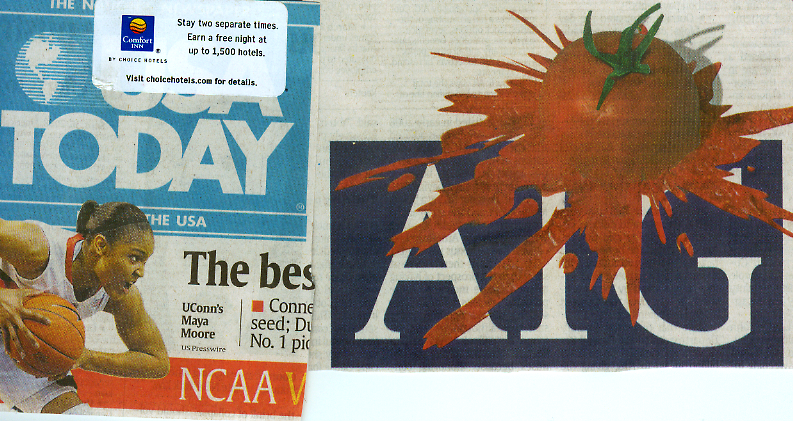 THE N
Comfort
INN
BY CHOICE HOTELS
Stay two separate times.
Earn a free night at
up to 1,500 hotels.
Visit choicehotels.com for details.
USA
TODAY
®
THE USA
The bes
UConn's
Maya
Moore
US Presswire
Conne
seed; Du
No. 1 pic
NCAA
AIG